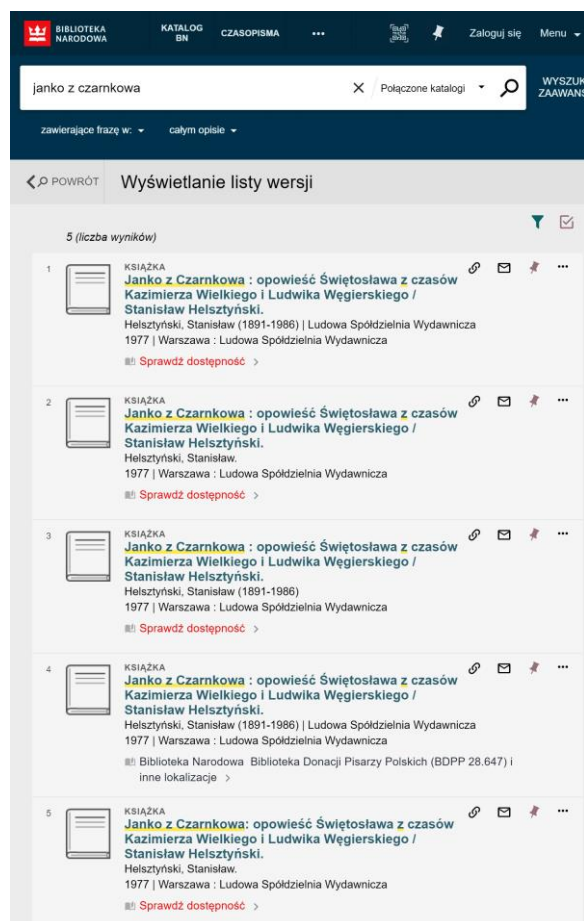 BIBLIOTEKA
NARODOWA
KATALOG
BN
CZASOPISMA
Zaloguj się
Menu
janko z czarnkowa
Połączone katalogi
WYSZUK
ZAAWANS
zawierające frazę w:
całym opisie
POWRÓT
Wyświetlanie listy wersji
5 (liczba wyników)
1
KSIĄŻKA
Janko z Czarnkowa : opowieść Świętosława z czasów
Kazimierza Wielkiego i Ludwika Węgierskiego /
Stanisław Helsztyński.
Helsztyński, Stanisław (1891-1986) | Ludowa Spółdzielnia Wydawnicza
1977 | Warszawa : Ludowa Spółdzielnia Wydawnicza
Sprawdź dostępność
2
KSIĄŻKA
Janko z Czarnkowa : opowieść Świętosława z czasów
Kazimierza Wielkiego i Ludwika Węgierskiego /
Stanisław Helsztyński.
Helsztyński, Stanisław.
1977 | Warszawa : Ludowa Spółdzielnia Wydawnicza
Sprawdź dostępność
3
KSIĄŻKA
Janko z Czarnkowa : opowieść Świętosława z czasów
Kazimierza Wielkiego i Ludwika Węgierskiego /
Stanisław Helsztyński.
Helsztyński, Stanisław (1891-1986)
1977 | Warszawa : Ludowa Spółdzielnia Wydawnicza
Sprawdź dostępność
4
KSIĄŻKA
Janko z Czarnkowa : opowieść Świętosława z czasów
Kazimierza Wielkiego i Ludwika Węgierskiego /
Stanisław Helsztyński.
Helsztyński, Stanisław (1891-1986) | Ludowa Spółdzielnia Wydawnicza
1977 | Warszawa : Ludowa Spółdzielnia Wydawnicza
Biblioteka Narodowa Biblioteka Donacji Pisarzy Polskich (BDPP 28.647) i
inne lokalizacje
5
KSIĄŻKA
Janko z Czarnkowa: opowieść Świętosława z czasów
Kazimierza Wielkiego i Ludwika Węgierskiego /
Stanisław Helsztyński.
Helsztyński, Stanisław.
1977 | Warszawa : Ludowa Spółdzielnia Wydawnicza
Sprawdź dostępność